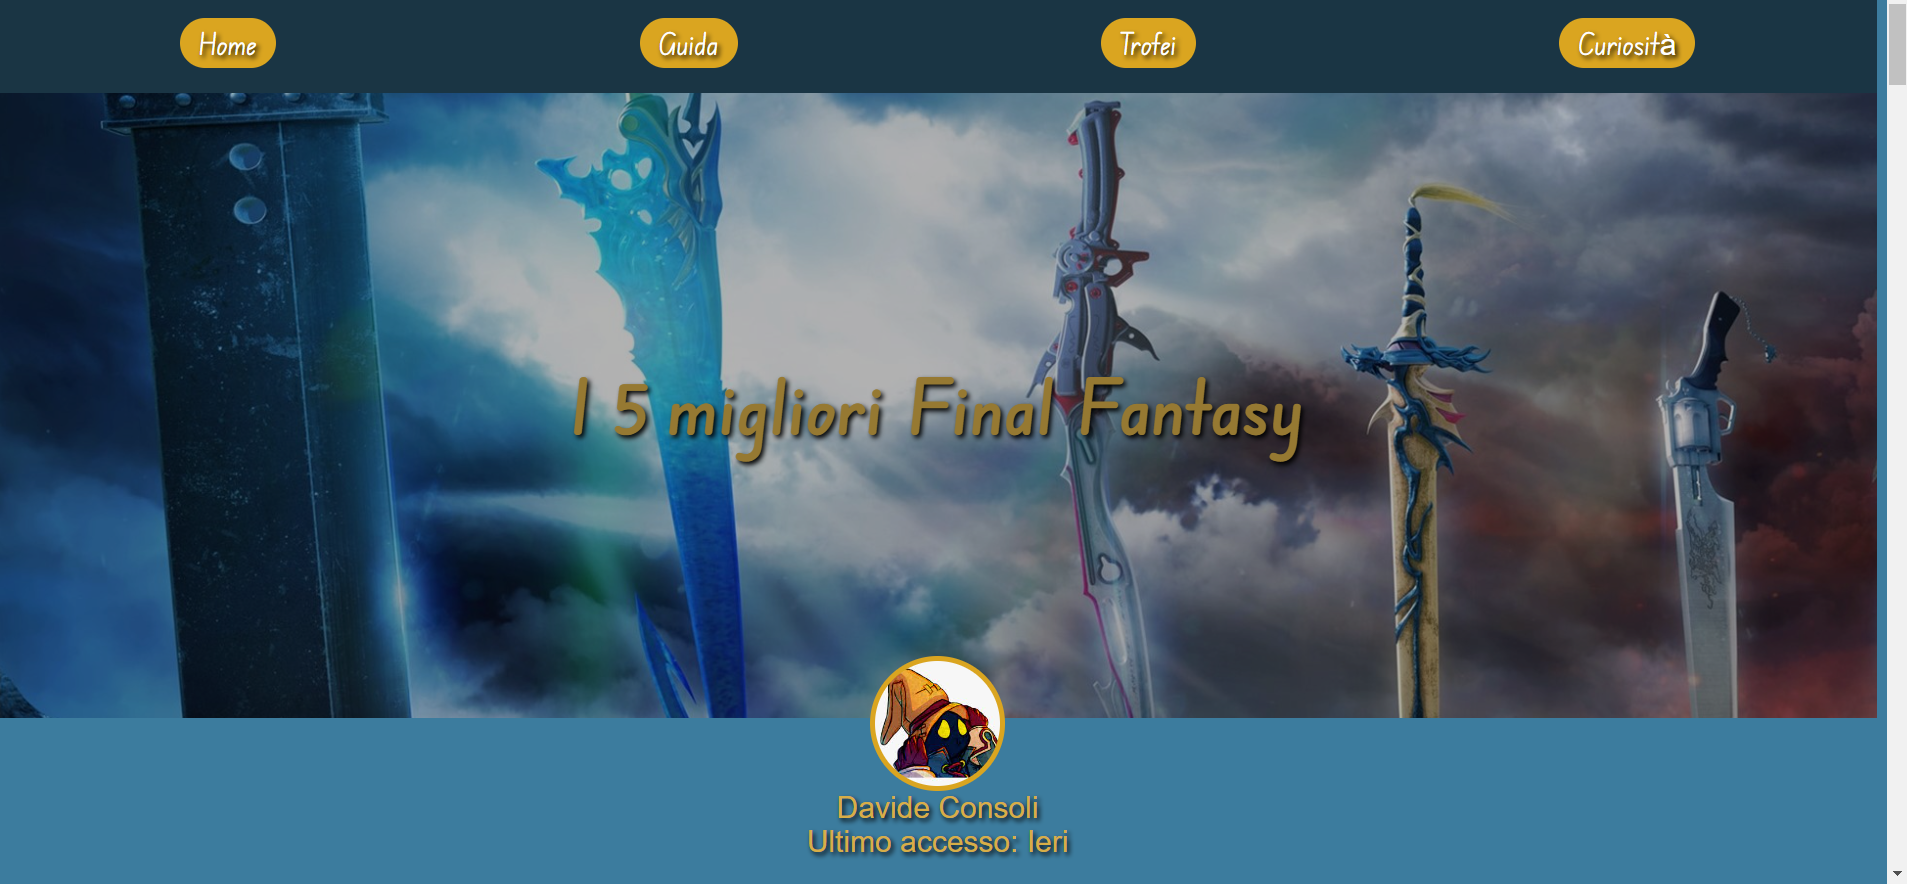 Home
Guida
Trofei
Curiosità
I 5 migliori Final Fantasy
Davide Consoli
Ultimo accesso: Ieri